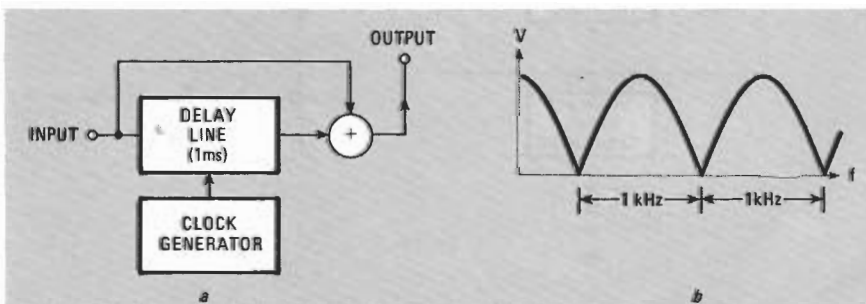 OUTPUT
INPUT
DELAY
LINE
(1ms)
+
CLOCK
GENERATOR
a
V
f
1 kHz
1kHz
b